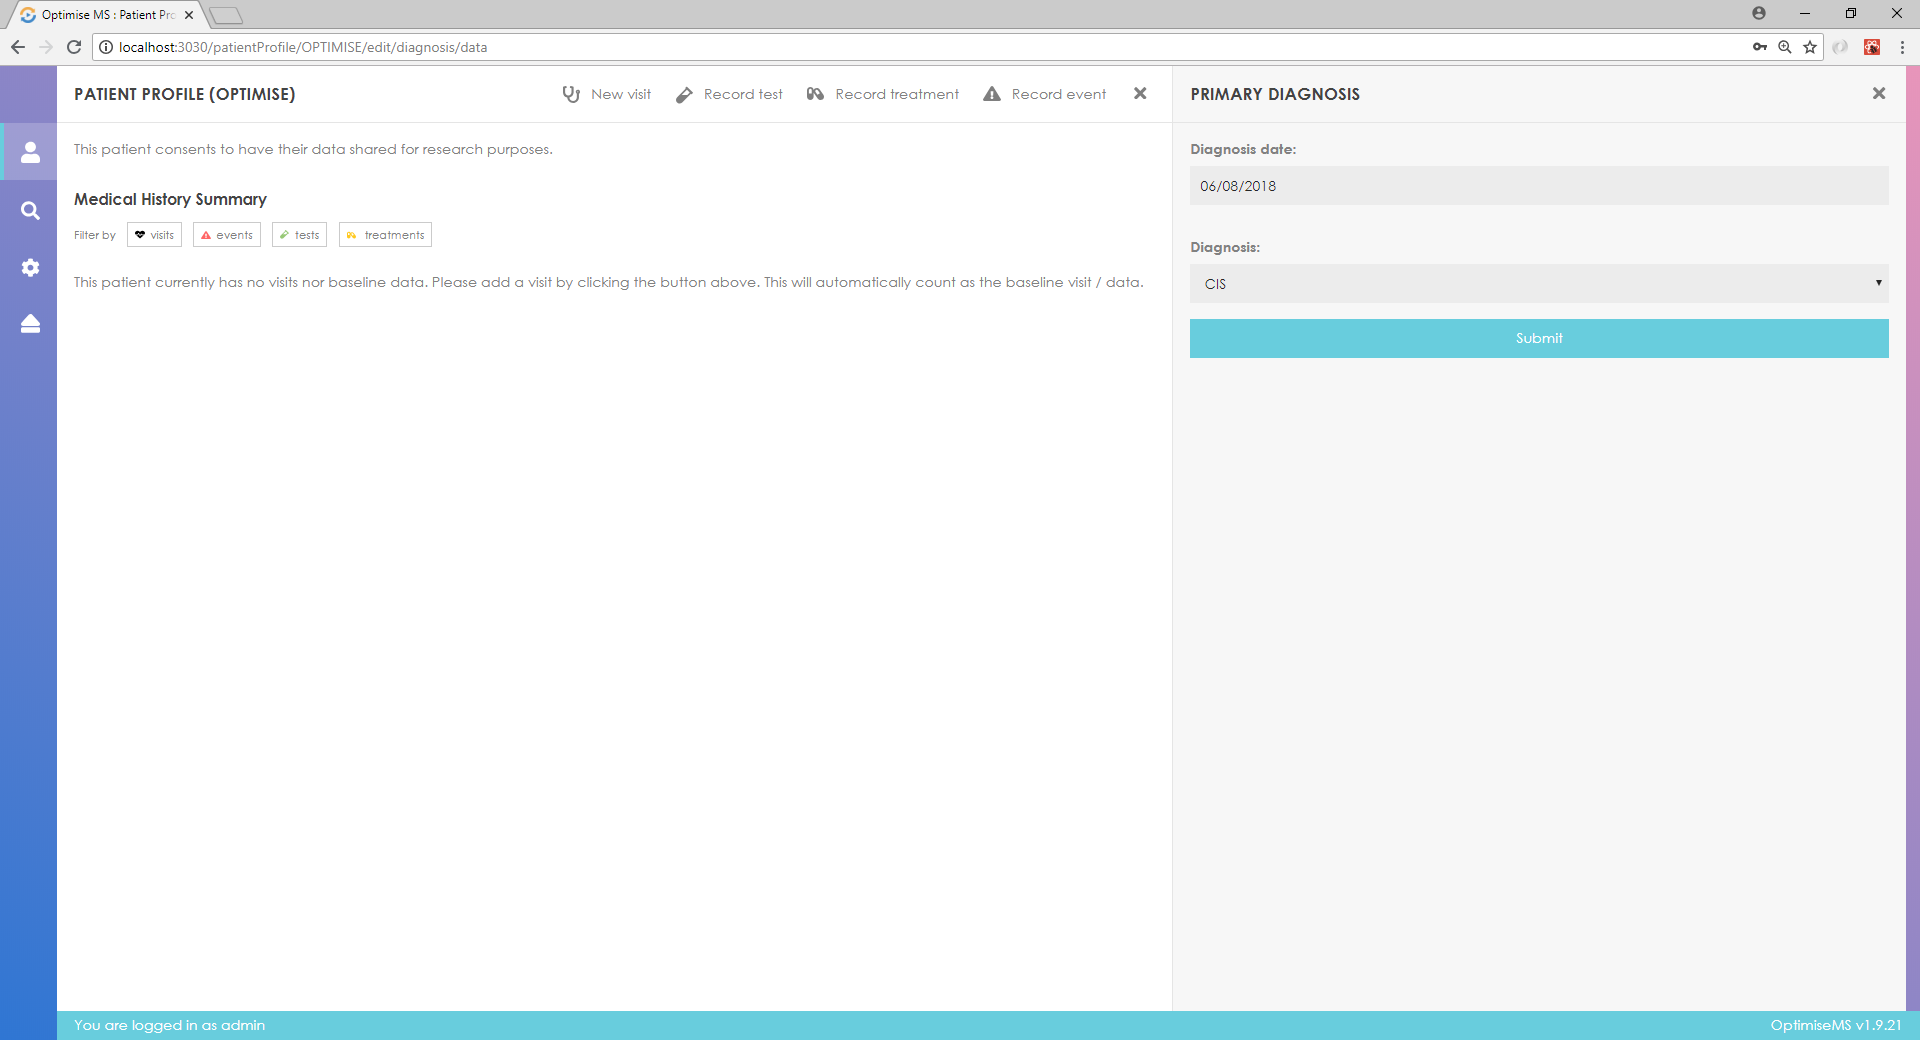 Optimise MS : Patient Pro
localhost:3030/patientProfile/OPTIMISE/edit/diagnosis/data
PATIENT PROFILE (OPTIMISE)
New visit
Record test
Record treatment
Record event
This patient consents to have their data shared for research purposes.
Medical History Summary
Filter by
visits
events
tests
treatments
This patient currently has no visits nor baseline data. Please add a visit by clicking the button above. This will automatically count as the baseline visit / data.
PRIMARY DIAGNOSIS
Diagnosis date:
06/08/2018
Diagnosis:
CIS
Submit
You are logged in as admin
OptimiseMS v1.9.21